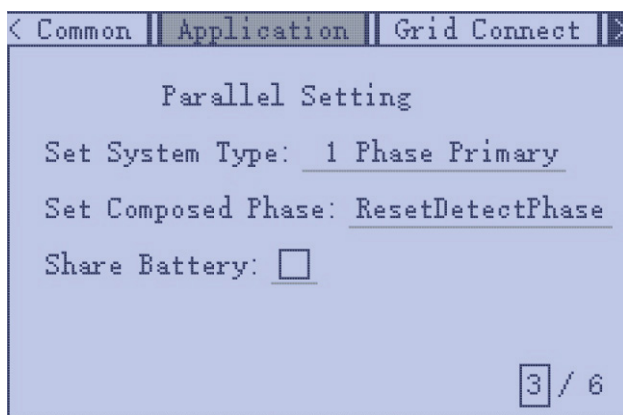 < Common Application Grid Connect >
Parallel Setting
Set System Type: 1 Phase Primary
Set Composed Phase: ResetDetectPhase
Share Battery:
3 / 6